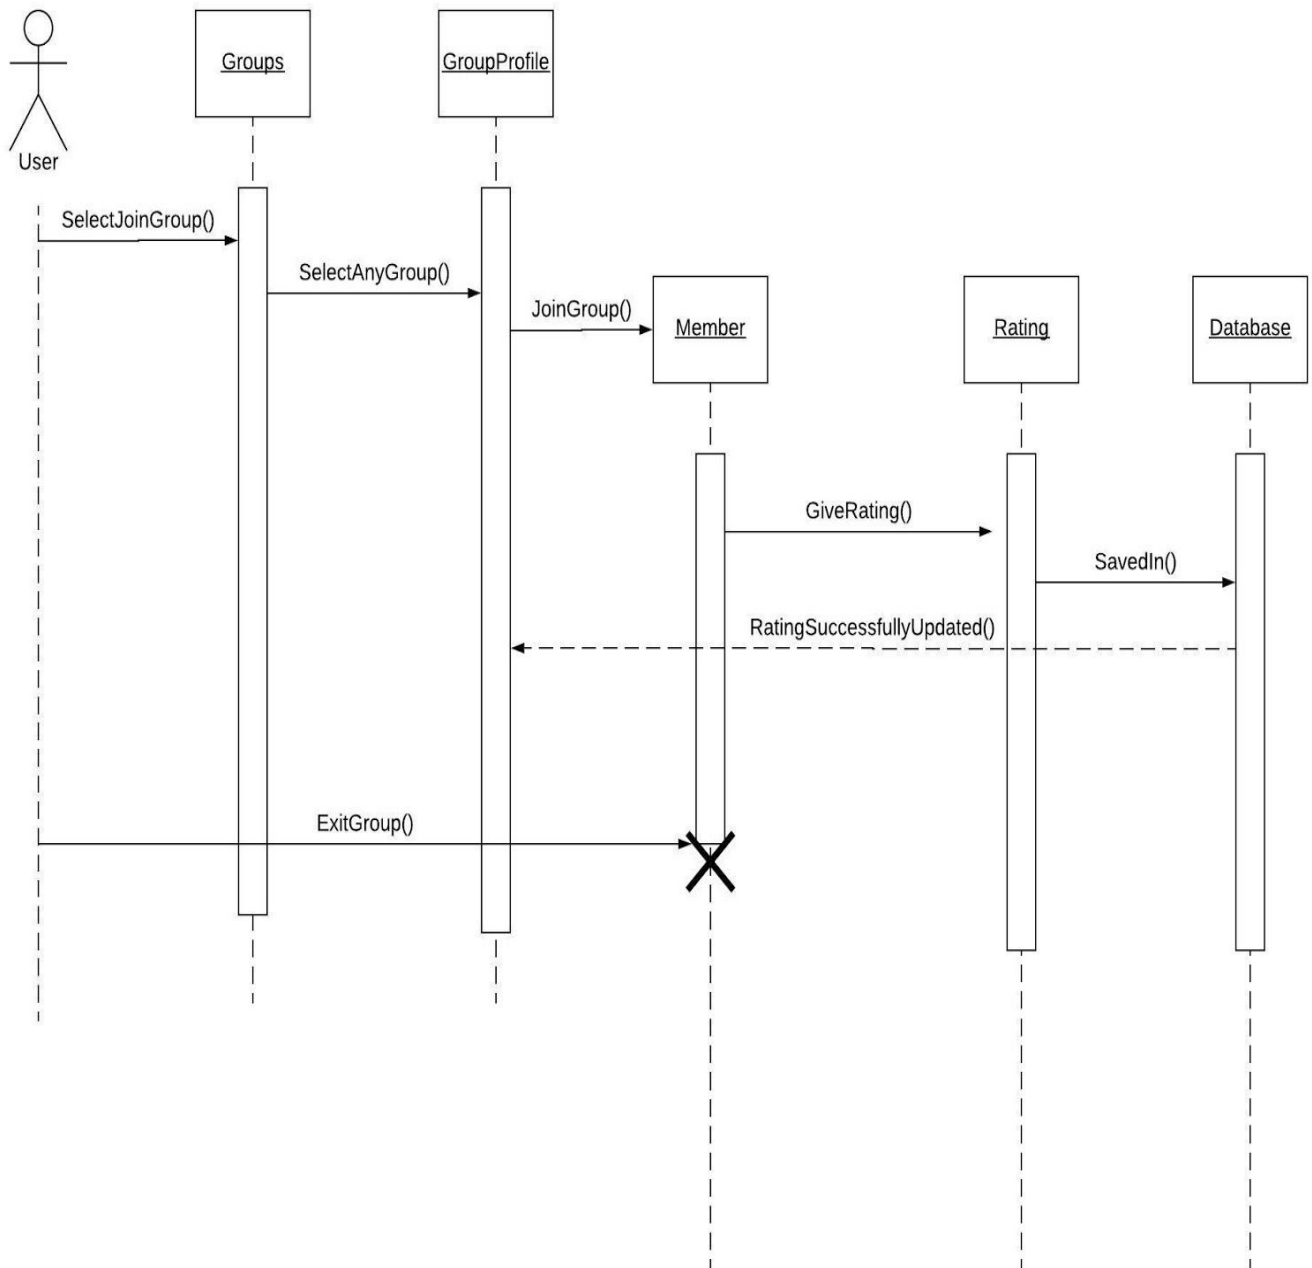 Groups
GroupProfile
User
SelectJoinGroup()
SelectAnyGroup()
JoinGroup()
Member
Rating
Database
GiveRating()
SavedIn()
RatingSuccessfullyUpdated()
ExitGroup()